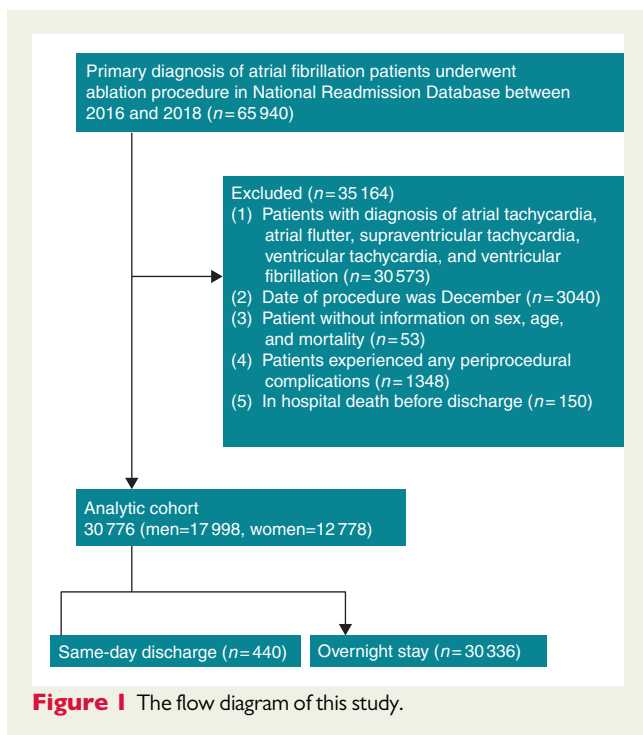 Primary diagnosis of atrial fibrillation patients underwent
ablation procedure in National Readmission Database between
2016 and 2018 (n=65 940)
Excluded (n=35 164)
(1) Patients with diagnosis of atrial tachycardia,
atrial flutter, supraventricular tachycardia,
ventricular tachycardia, and ventricular
fibrillation (n=30 573)
(2) Date of procedure was December (n=3040)
(3) Patient without information on sex, age,
and mortality (n=53)
(4) Patients experienced any periprocedural
complications (n=1348)
(5) In hospital death before discharge (n=150)
Analytic cohort
30 776 (men=17 998, women=12 778)
Same-day discharge (n=440)
Overnight stay (n=30 336)
Figure 1 The flow diagram of this study.